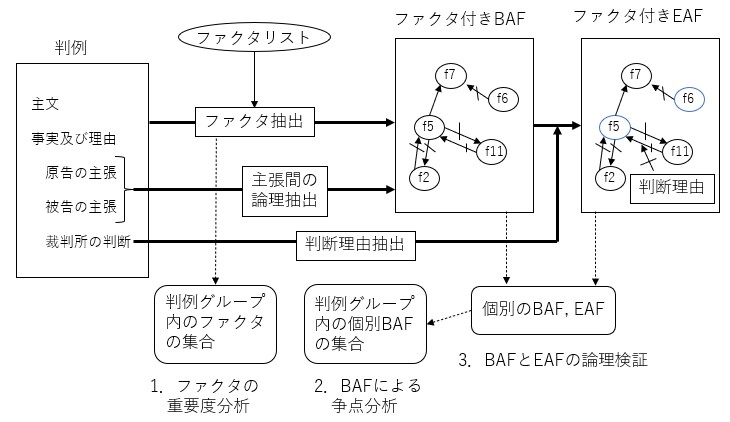 ファクタ付きBAF
ファクタ付きEAF
ファクタリスト
判例
主文
事実及び理由
原告の主張
被告の主張
裁判所の判断
ファクタ抽出
主張間の
論理抽出
判断理由抽出
f7
f6
f5
f11
f2
f7
f6
f5
f11
f2
判断理由
判例グループ
内のファクタ
の集合
判例グループ
内の個別BAF
の集合
個別のBAF, EAF
1. ファクタの
重要度分析
2. BAFによる
争点分析
3. BAFとEAFの論理検証